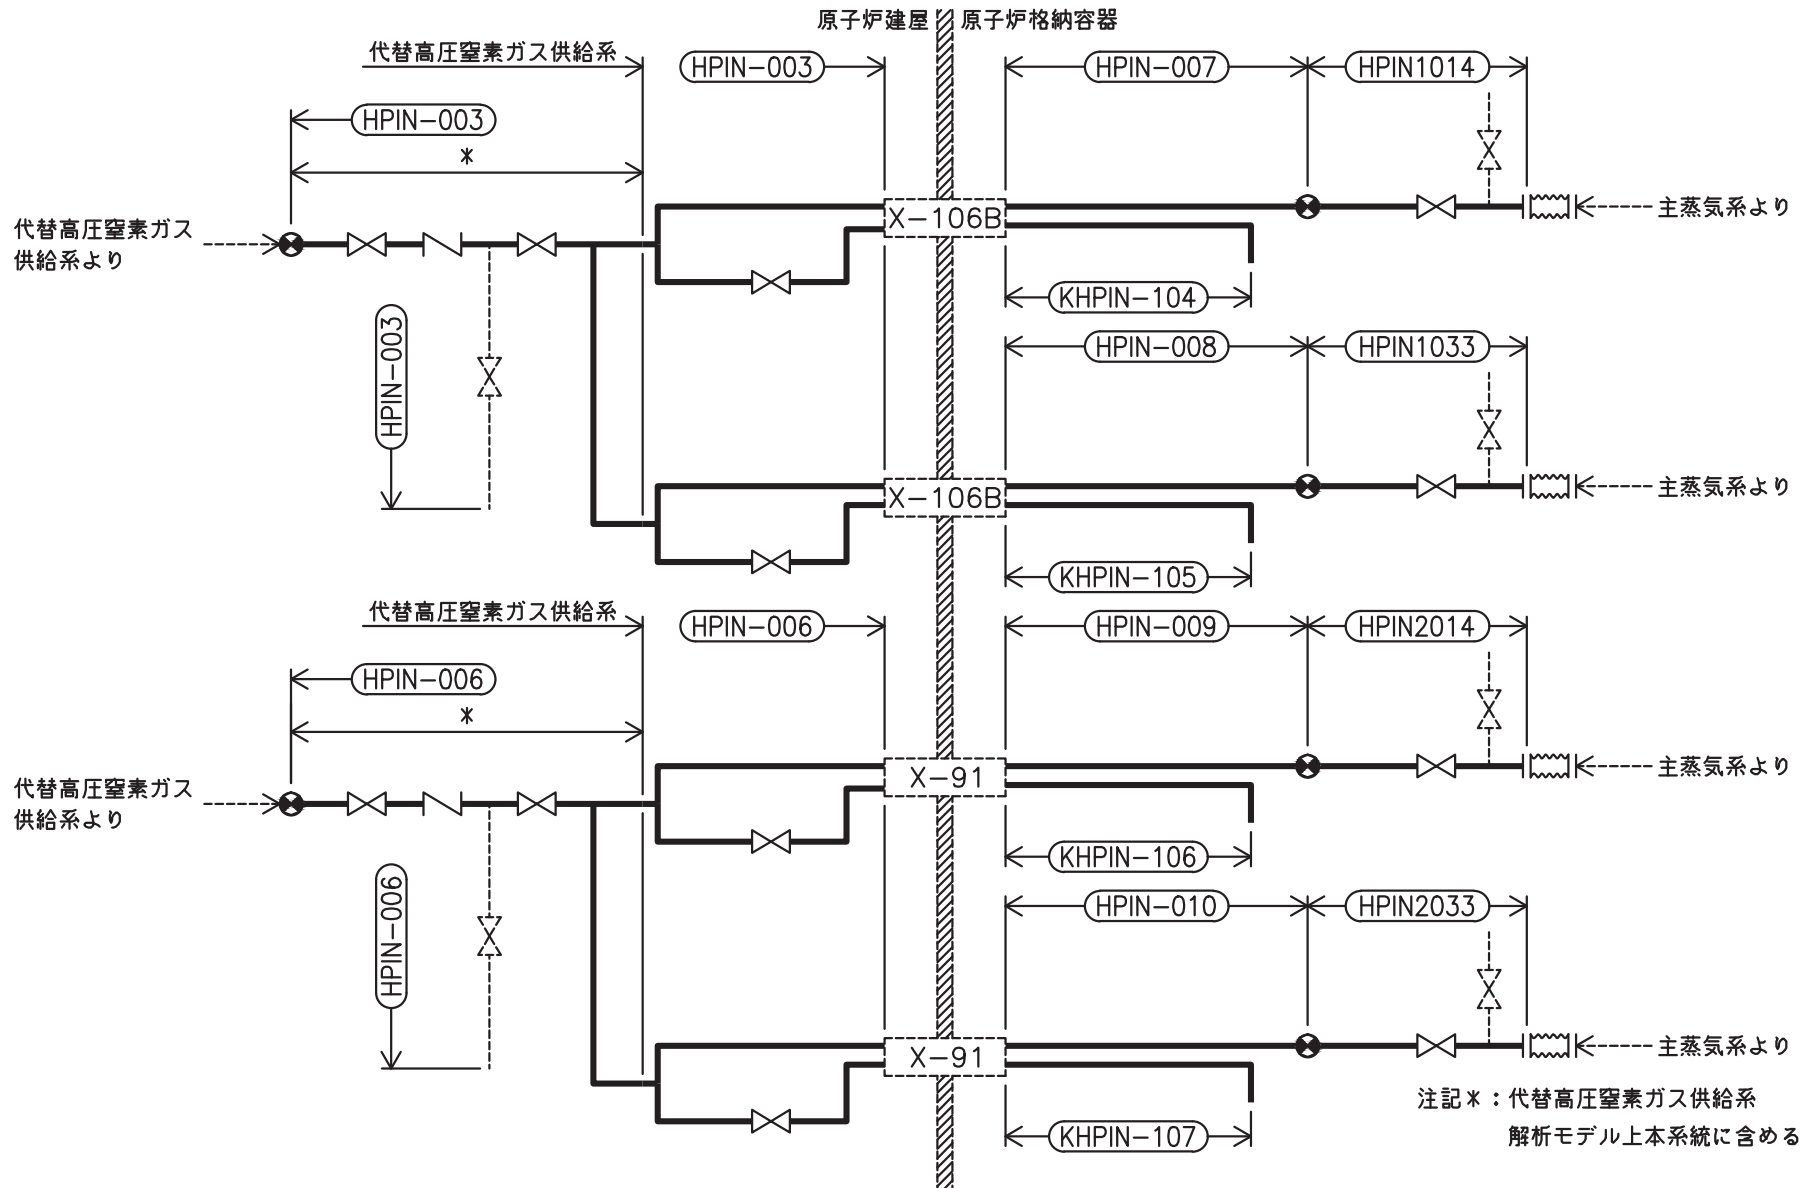 原子炉建屋
原子炉格納容器
代替高圧窒素ガス供給系
HPIN-003
HPIN-007
HPIN1014
HPIN-003
*
X-106B
主蒸気系より
代替高圧窒素ガス
供給系より
KHPIN-104
HPIN-003
HPIN-008
HPIN1033
X-106B
主蒸気系より
KHPIN-105
代替高圧窒素ガス供給系
HPIN-006
HPIN-009
HPIN2014
HPIN-006
*
X-91
主蒸気系より
代替高圧窒素ガス
供給系より
KHPIN-106
HPIN-006
HPIN-010
HPIN2033
X-91
主蒸気系より
KHPIN-107
注記*：代替高圧窒素ガス供給系
解析モデル上本系統に含める